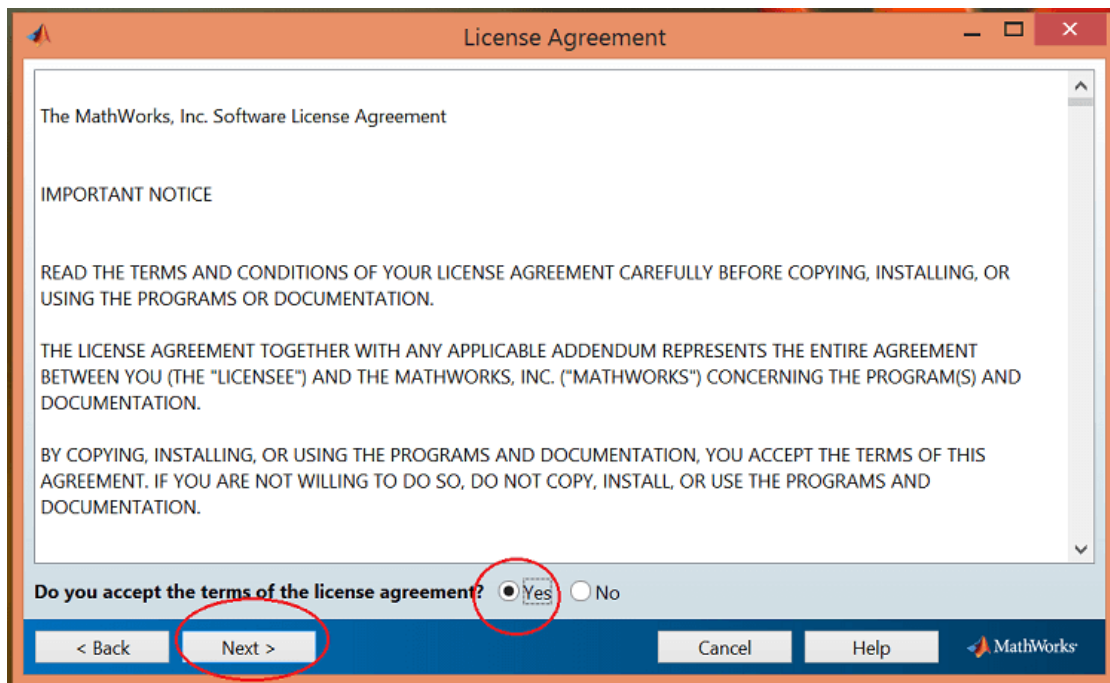 License Agreement
The MathWorks, Inc. Software License Agreement
IMPORTANT NOTICE
READ THE TERMS AND CONDITIONS OF YOUR LICENSE AGREEMENT CAREFULLY BEFORE COPYING, INSTALLING, OR
USING THE PROGRAMS OR DOCUMENTATION.
THE LICENSE AGREEMENT TOGETHER WITH ANY APPLICABLE ADDENDUM REPRESENTS THE ENTIRE AGREEMENT
BETWEEN YOU (THE "LICENSEE") AND THE MATHWORKS, INC. ("MATHWORKS") CONCERNING THE PROGRAM(S) AND
DOCUMENTATION.
BY COPYING, INSTALLING, OR USING THE PROGRAMS AND DOCUMENTATION, YOU ACCEPT THE TERMS OF THIS
AGREEMENT. IF YOU ARE NOT WILLING TO DO SO, DO NOT COPY, INSTALL, OR USE THE PROGRAMS AND
DOCUMENTATION.
Do you accept the terms of the license agreement? Yes No
< Back Next > Cancel Help MathWorks